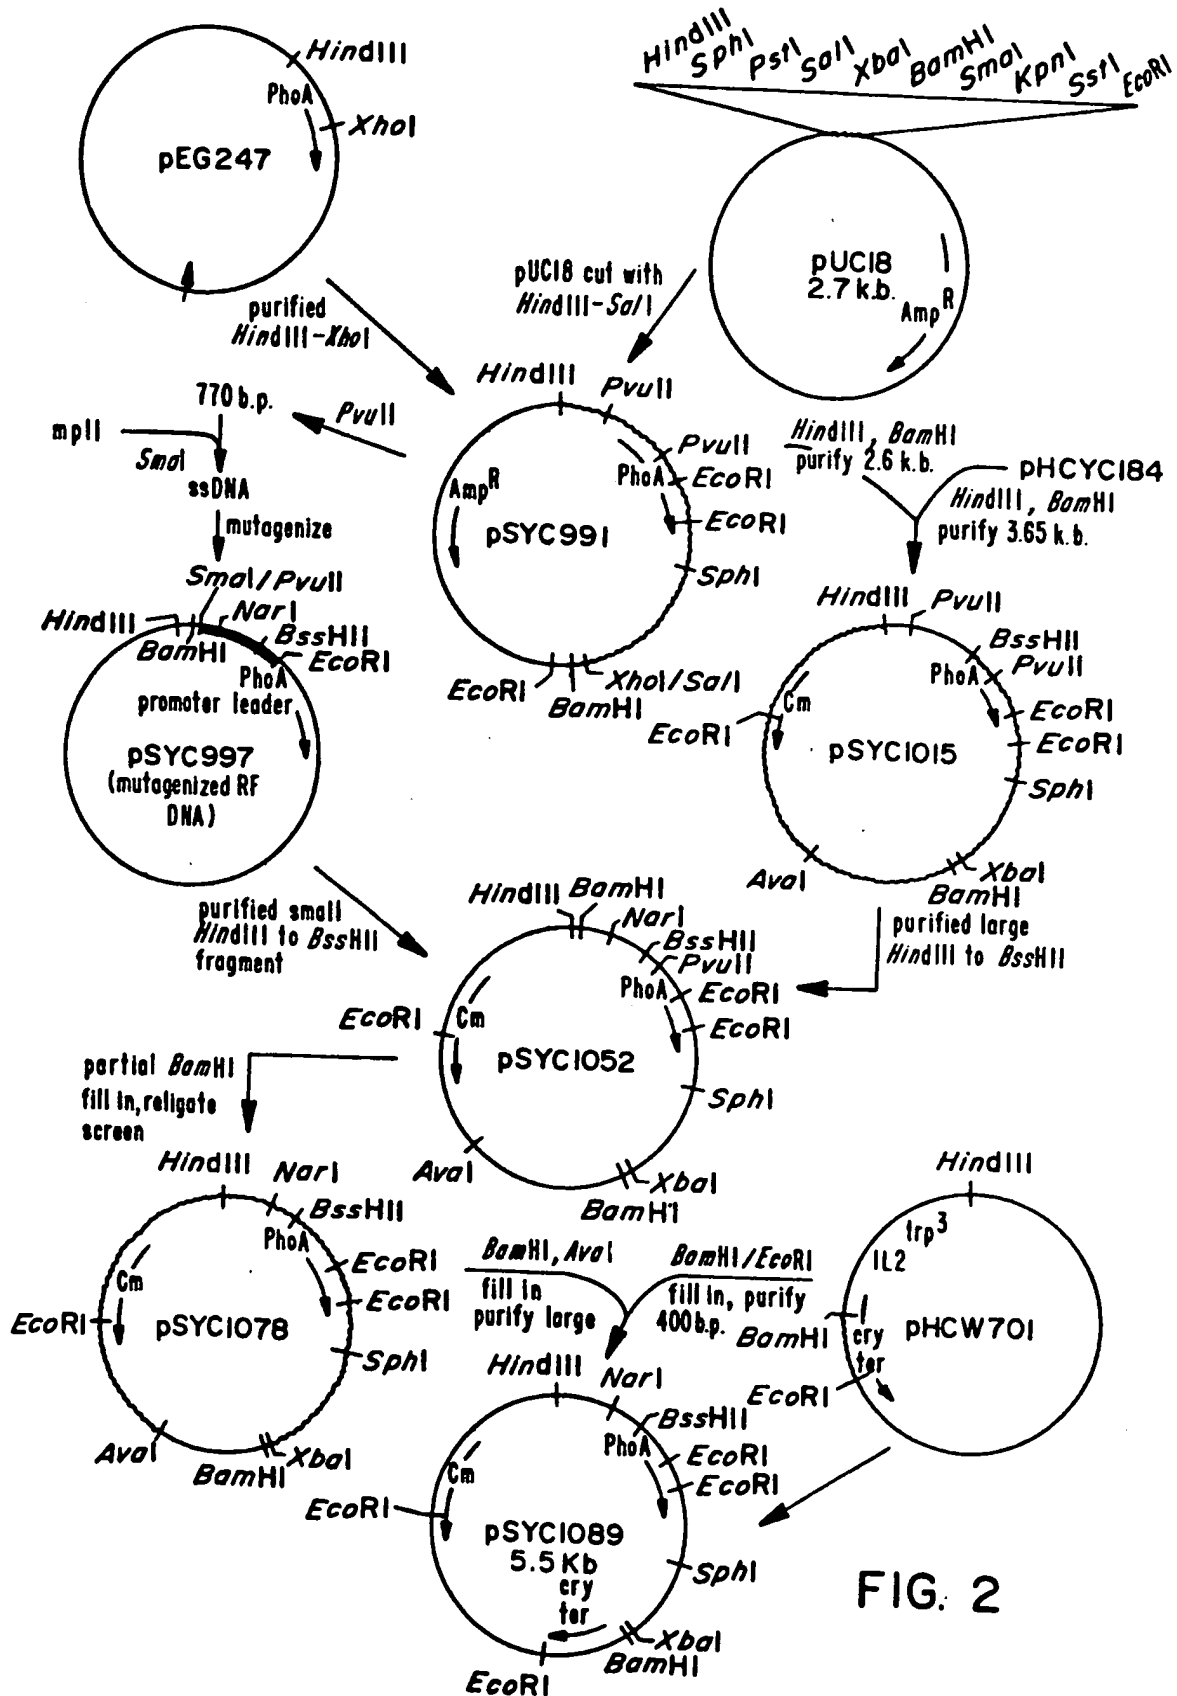 HindIII
PhoA
XhoI
pEG247
HindIII
SphI
PstI
SalI
XbaI
BamHI
SmaI
KpnI
SstI
EcoRI
pUC18
2.7 k.b.
Amp R
purified
HindIII-XhoI
pUC18 cut with
HindIII-SalI
770 b.p.
PvuII
mp11
SmaI
ssDNA
mutagenize
HindIII
PvuII
PvuII
PhoA
EcoRI
EcoRI
Amp R
pSYC991
SphI
EcoRI
BamHI
XhoI/SalI
HindIII, BamHI
purify 2.6 k.b.
pHCYC184
HindIII, BamHI
purify 3.65 k.b.
SmaI/PvuII
HindIII
NarI
BamHI
BssHII
EcoRI
PhoA
promoter leader
pSYC997
(mutagenized RF
DNA)
HindIII
PvuII
BssHII
PhoA
PvuII
Cm
EcoRI
EcoRI
EcoRI
pSYC1015
SphI
AvaI
XbaI
BamHI
purified small
HindIII to BssHII
fragment
purified large
HindIII to BssHII
HindIII
BamHI
NarI
BssHII
PvuII
PhoA
EcoRI
EcoRI
EcoRI
Cm
pSYC1052
SphI
AvaI
XbaI
BamHI
partial BamHI
fill in, religate
screen
HindIII
NarI
BssHII
PhoA
EcoRI
EcoRI
Cm
EcoRI
pSYC1078
SphI
AvaI
BamHI
XbaI
BamHI, AvaI
fill in
purify large
BamHI/EcoRI
fill in, purify
400 b.p.
HindIII
trp3
IL2
BamHI
cry
ter
pHCW701
EcoRI
HindIII
NarI
BssHII
PhoA
EcoRI
EcoRI
Cm
EcoRI
pSYC1089
5.5 Kb
cry
ter
SphI
XbaI
BamHI
EcoRI
FIG. 2